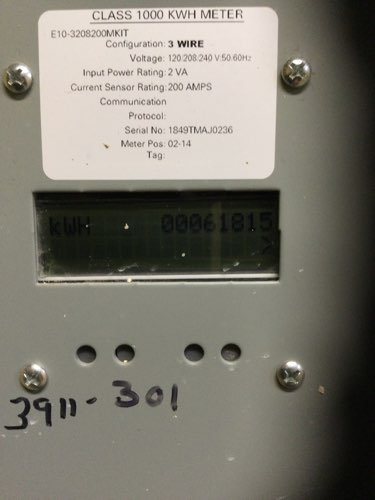 CLASS 1000 KWH METER
E10-3208200MKIT
Configuration: 3 WIRE
Voltage: 120/208/240 V:50.60Hz
Input Power Rating: 2 VA
Current Sensor Rating: 200 AMPS
Communication
Protocol:
Serial No: 1849TMAJ0236
Meter Pos: 02-14
Tag:
kWH 00061815
>
3911-301